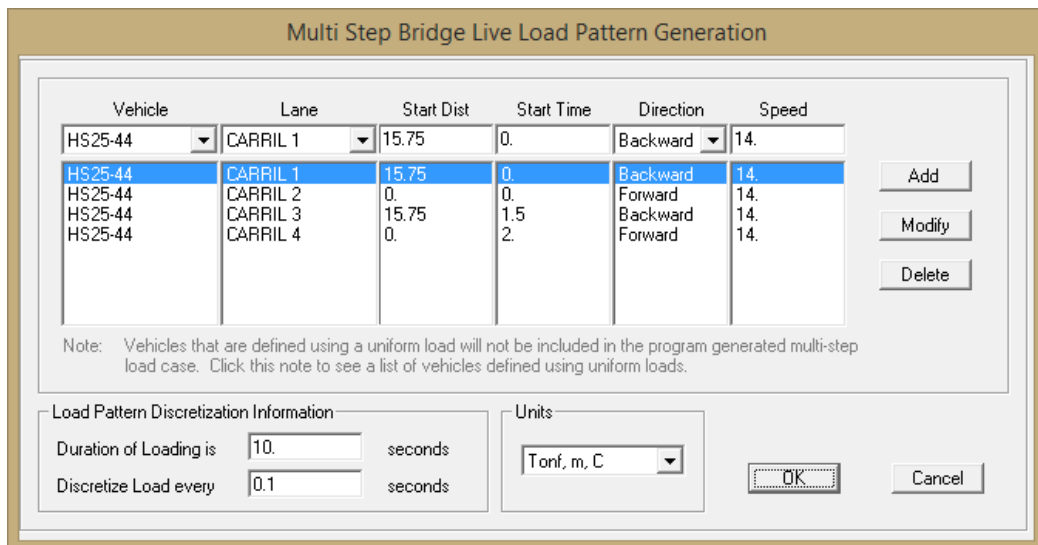 Multi Step Bridge Live Load Pattern Generation
Vehicle Lane Start Dist Start Time Direction Speed
HS25-44 CARRIL 1 15.75 0. Backward 14.
HS25-44 CARRIL 1 15.75 0. Backward 14.
HS25-44 CARRIL 2 0. 0. Forward 14.
HS25-44 CARRIL 3 15.75 1.5 Backward 14.
HS25-44 CARRIL 4 0. 2. Forward 14.
Add
Modify
Delete
Note: Vehicles that are defined using a uniform load will not be included in the program generated multi-step
load case. Click this note to see a list of vehicles defined using uniform loads.
Load Pattern Discretization Information
Duration of Loading is 10. seconds
Discretize Load every 0.1 seconds
Units
Tonf, m, C
OK
Cancel